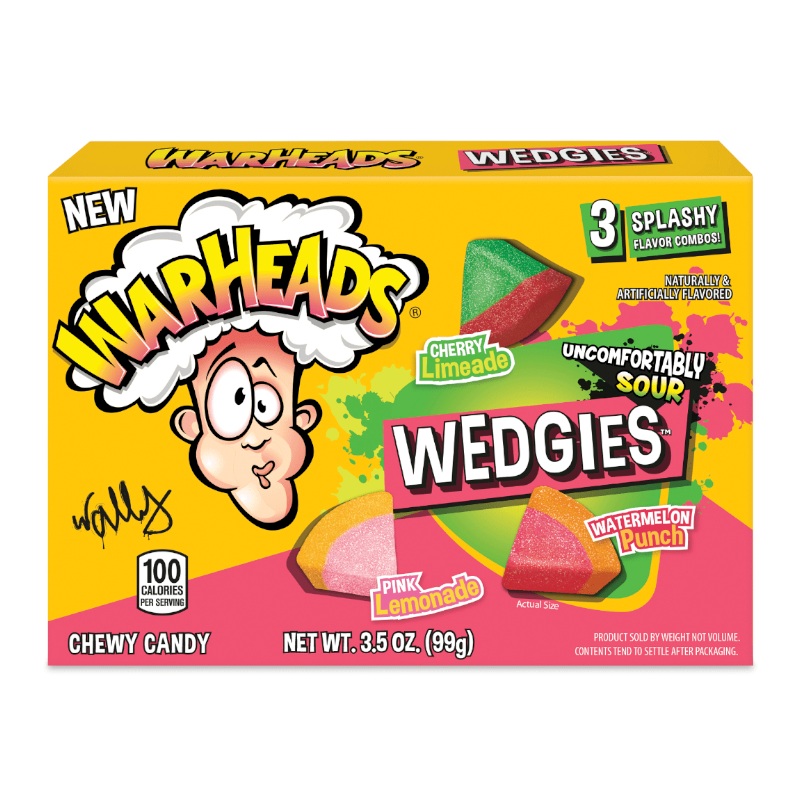 WARHEADS® WEDGIES
NEW
WARHEADS®
3 SPLASHY
FLAVOR COMBOS!
NATURALLY &
ARTIFICIALLY FLAVORED
CHERRY
Limeade
UNCOMFORTABLY
SOUR
WEDGIES™
Wally
WATERMELON
Punch
PINK
Lemonade
Actual Size
100
CALORIES
PER SERVING
CHEWY CANDY
NET WT. 3.5 OZ. (99g)
PRODUCT SOLD BY WEIGHT NOT VOLUME.
CONTENTS TEND TO SETTLE AFTER PACKAGING.